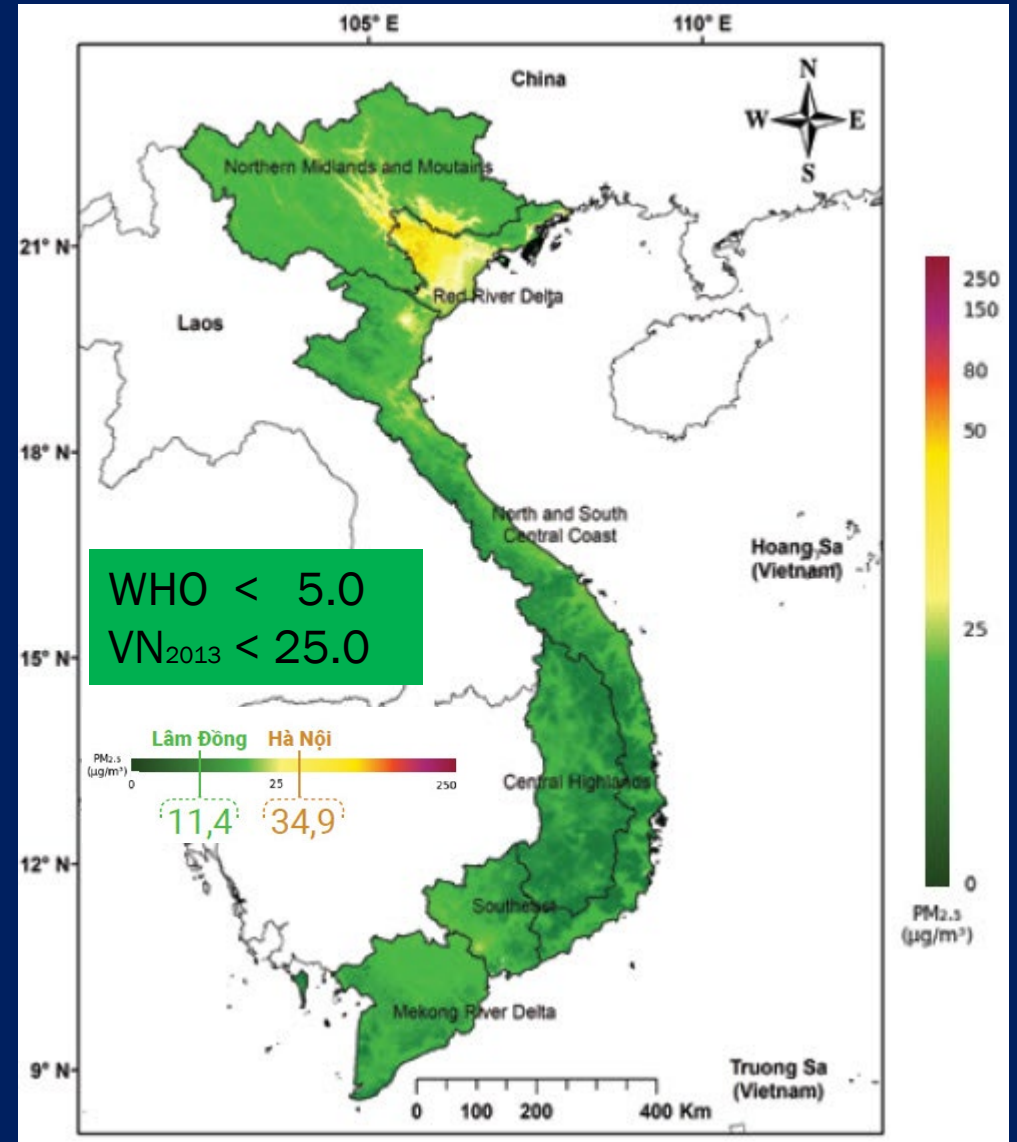 105° E
110° E
China
N
W
E
S
Northern Midlands and Moutains
21° N
Red River Delta
Laos
250
150
80
50
25
0
PM2.5
(µg/m³)
18° N
North and South
Central Coast
Hoang Sa
(Vietnam)
WHO < 5.0
VN2013 < 25.0
15° N
Lâm Đồng
Hà Nội
PM2.5
(µg/m³)
0
25
250
11,4
34,9
Central Highlands
12° N
Southeast
Mekong River Delta
9° N
Truong Sa
(Vietnam)
0 100 200 400 Km